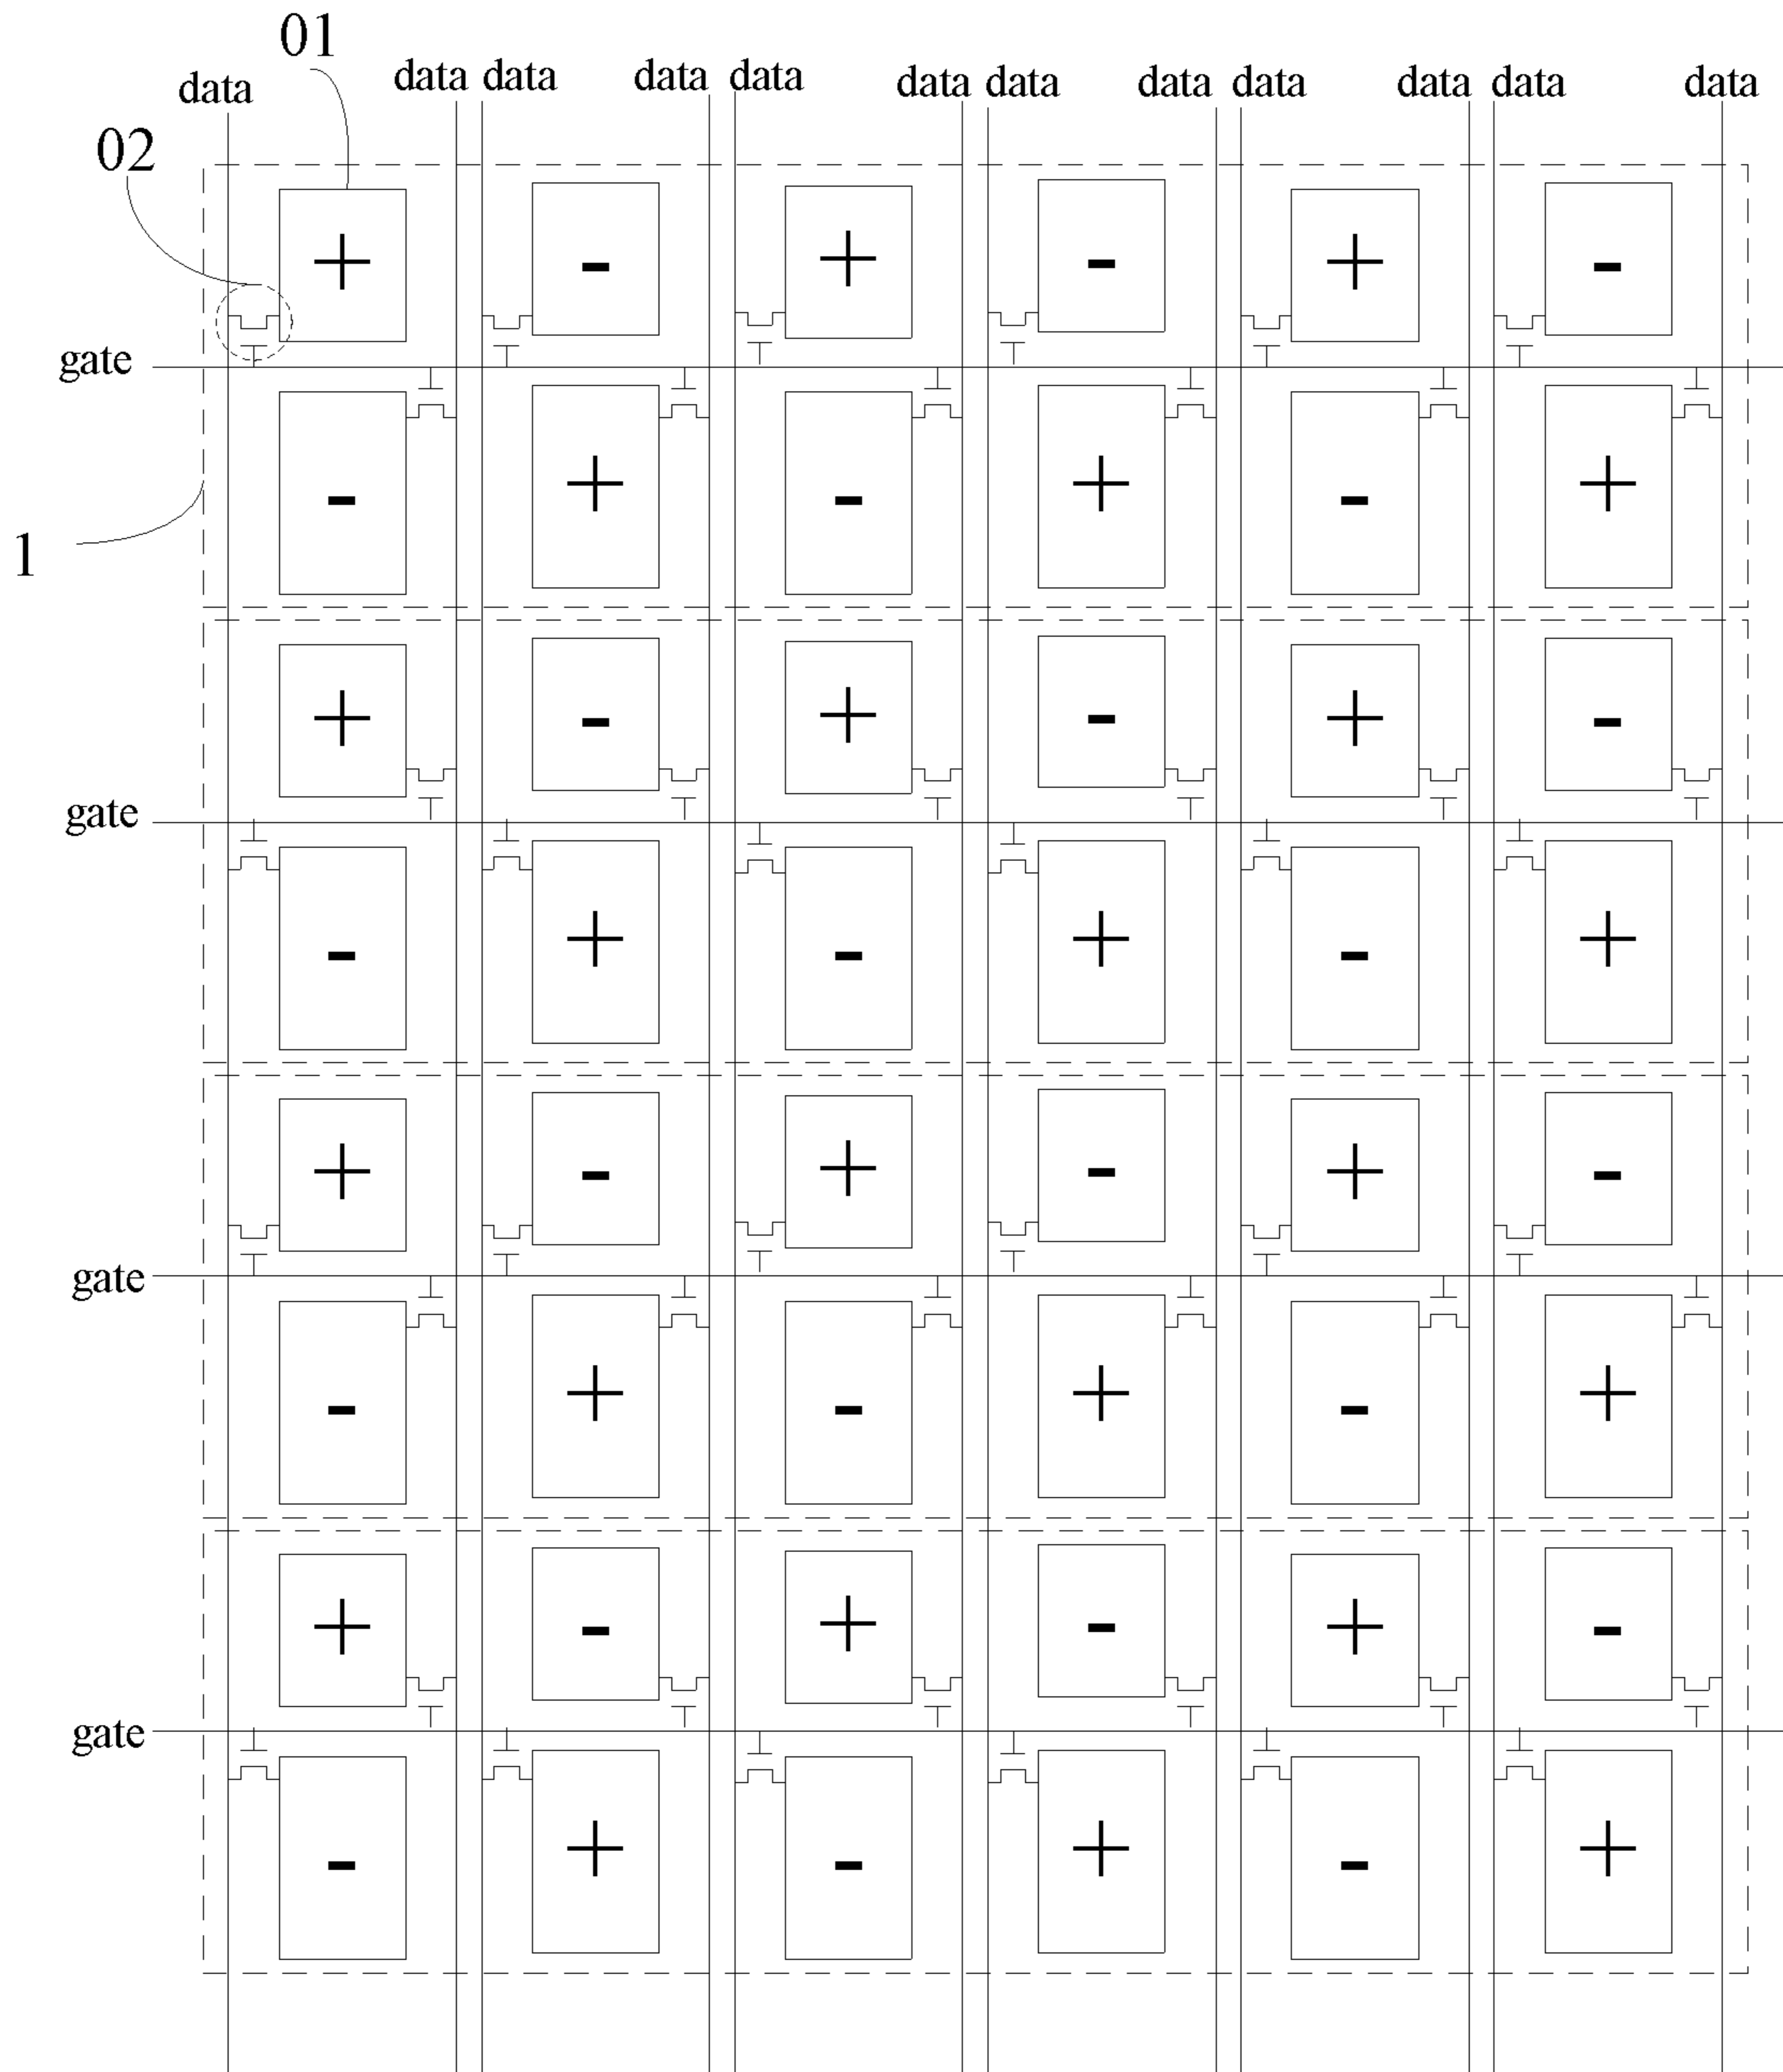 01
data data data data data data data data data data data data
02
+ - + - + -
gate
- + - + - +
1
+ - + - + -
gate
- + - + - +
+ - + - + -
gate
- + - + - +
+ - + - + -
gate
- + - + - +